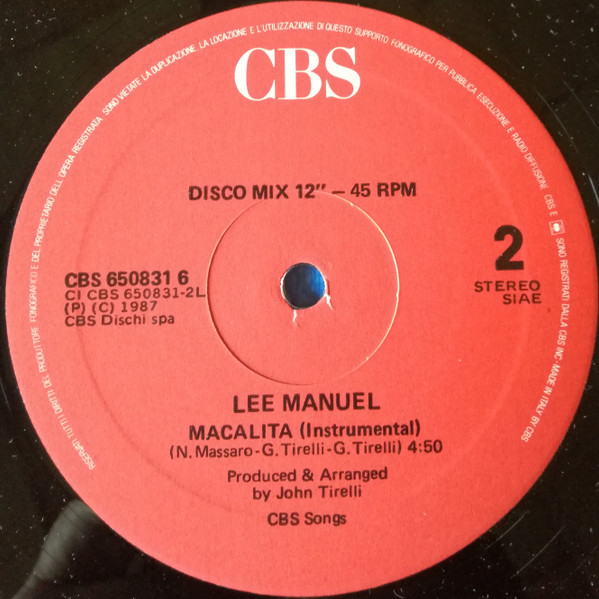 RISERVATI TUTTI I DIRITTI DEL PRODUTTORE FONOGRAFICO E DEL PROPRIETARIO DELL'OPERA REGISTRATA. SONO VIETATE LA DUPLICAZIONE, LA LOCAZIONE E L'UTILIZZAZIONE DI QUESTO SUPPORTO FONOGRAFICO PER PUBBLICA ESECUZIONE E RADIO DIFFUSIONE CBS E SONO REGISTRATI DALLA CBS INC · MADE IN ITALY BY CBS
CBS
DISCO MIX 12" — 45 RPM
2
STEREO
SIAE
CBS 650831 6
CI CBS 650831-2L
(P) (C) 1987
CBS Dischi spa
LEE MANUEL
MACALITA (Instrumental)
(N. Massaro-G. Tirelli-G. Tirelli) 4:50
Produced & Arranged
by John Tirelli
CBS Songs